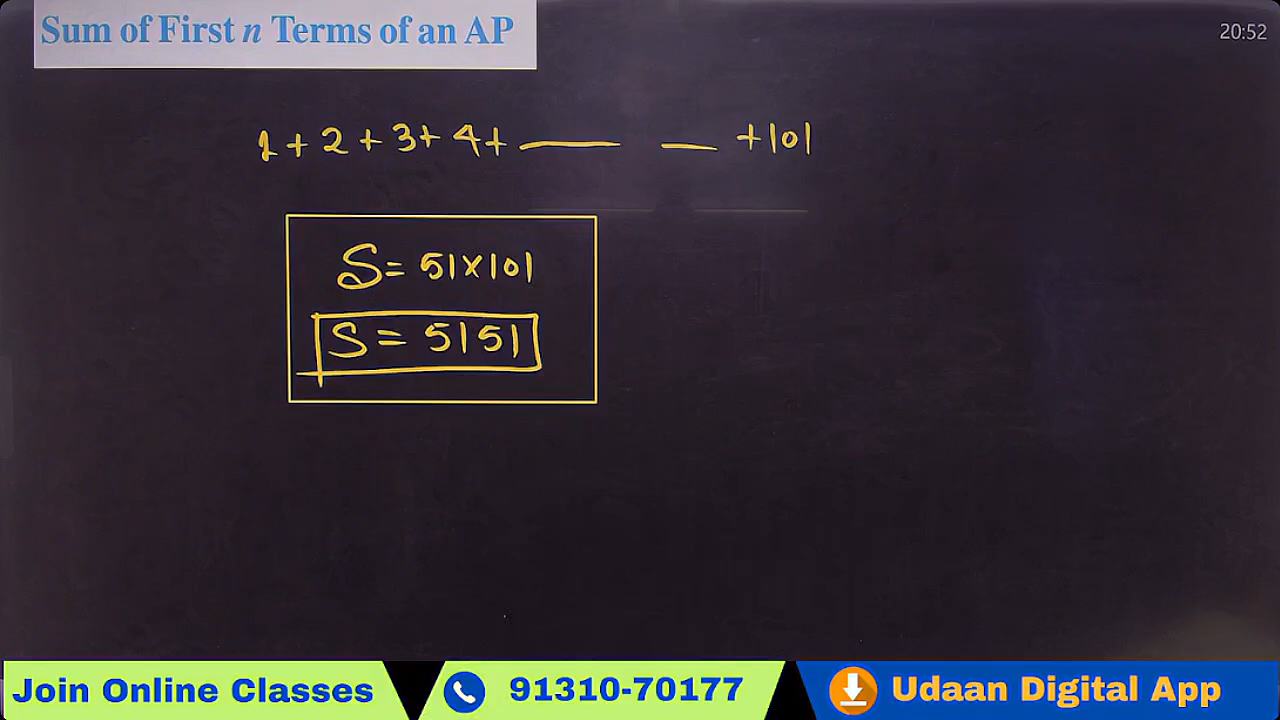 Sum of First n Terms of an AP
20:52
1 + 2 + 3 + 4 + —— — + 101
S = 51 × 101
S = 5151
Join Online Classes
91310-70177
Udaan Digital App